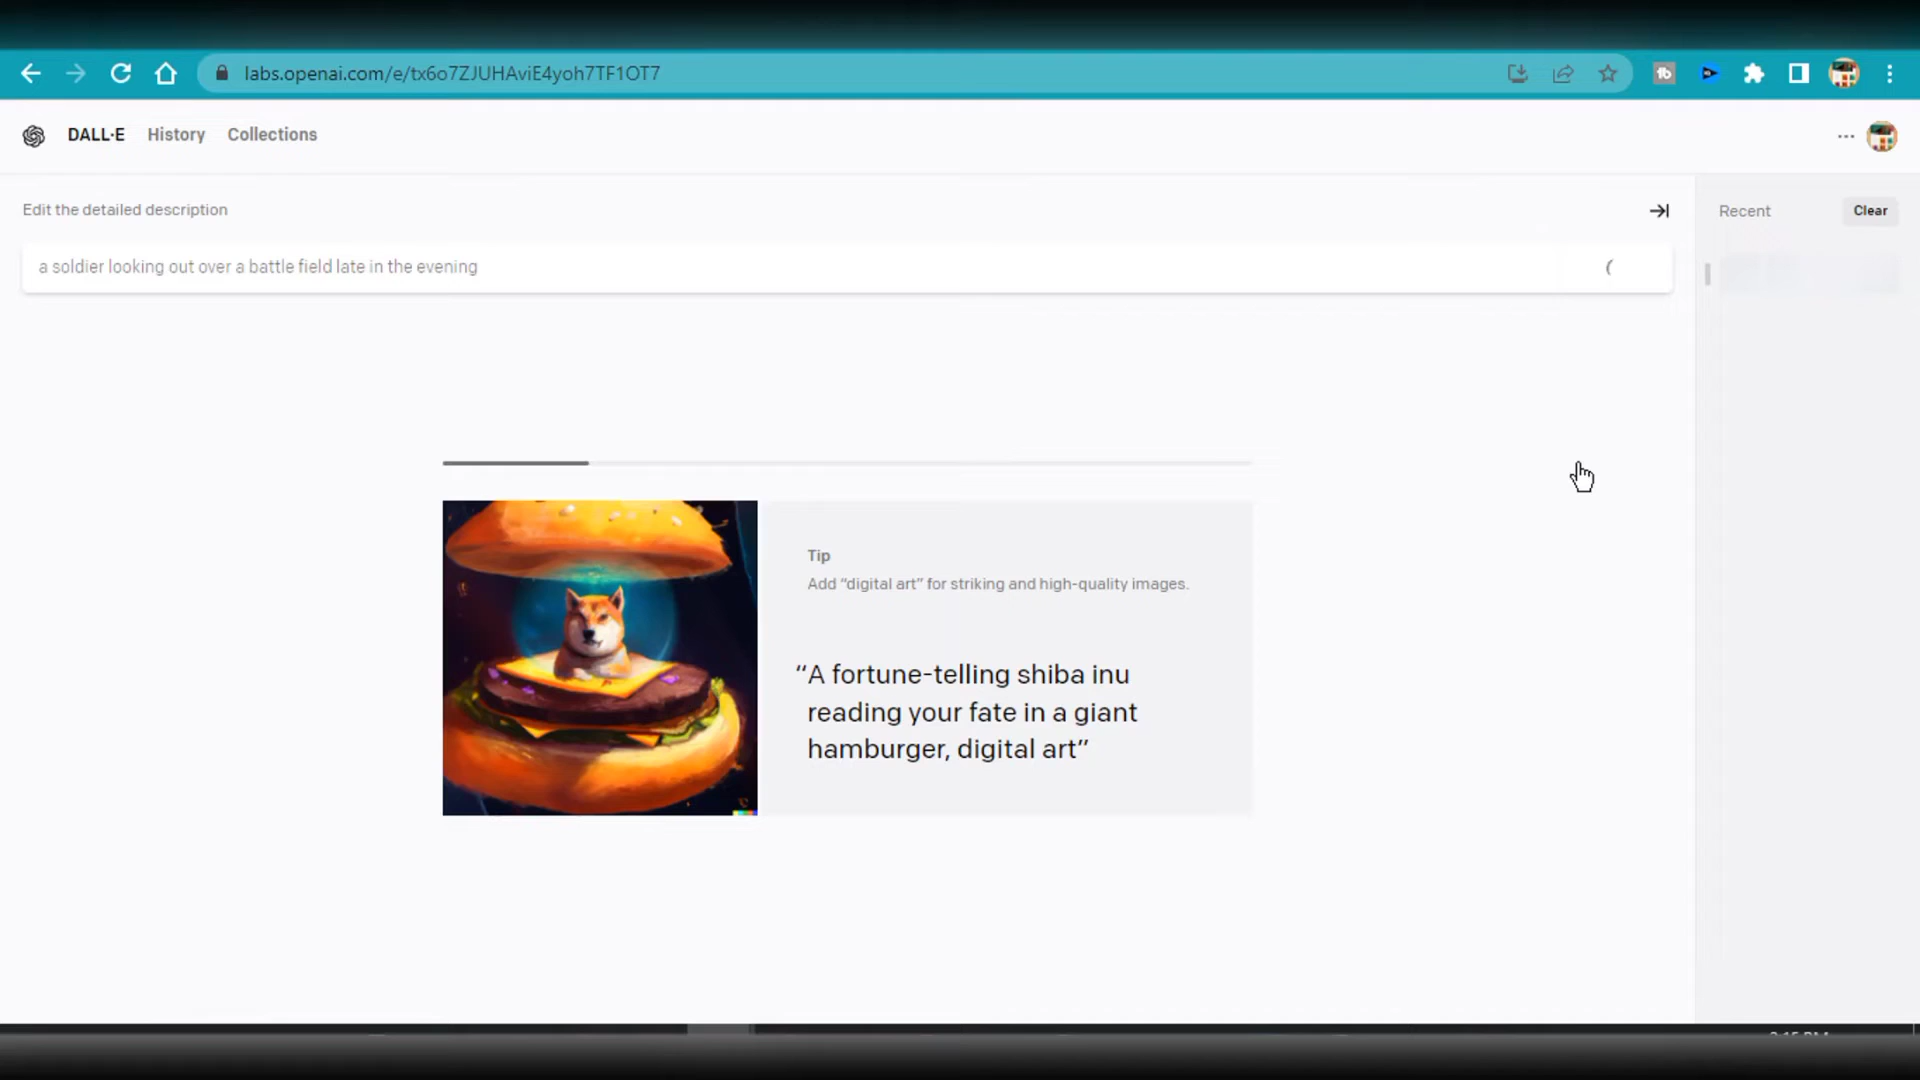 labs.openai.com/e/tx6o7ZJUHAviE4yoh7TF1OT7
DALL·E History Collections
Edit the detailed description
Recent Clear
a soldier looking out over a battle field late in the evening
Tip
Add “digital art” for striking and high-quality images.
“A fortune-telling shiba inu
reading your fate in a giant
hamburger, digital art”